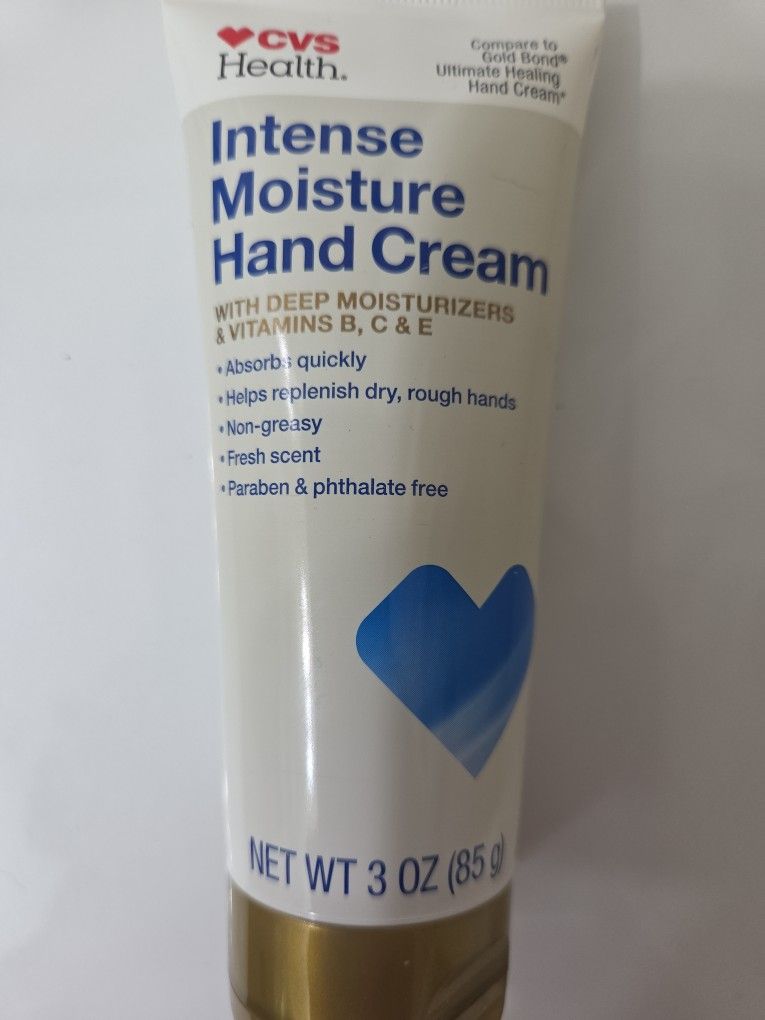 CVS
Health.
Compare to
Gold Bond®
Ultimate Healing
Hand Cream*
Intense
Moisture
Hand Cream
WITH DEEP MOISTURIZERS
& VITAMINS B, C & E
• Absorbs quickly
• Helps replenish dry, rough hands
• Non-greasy
• Fresh scent
• Paraben & phthalate free
NET WT 3 OZ (85 g)